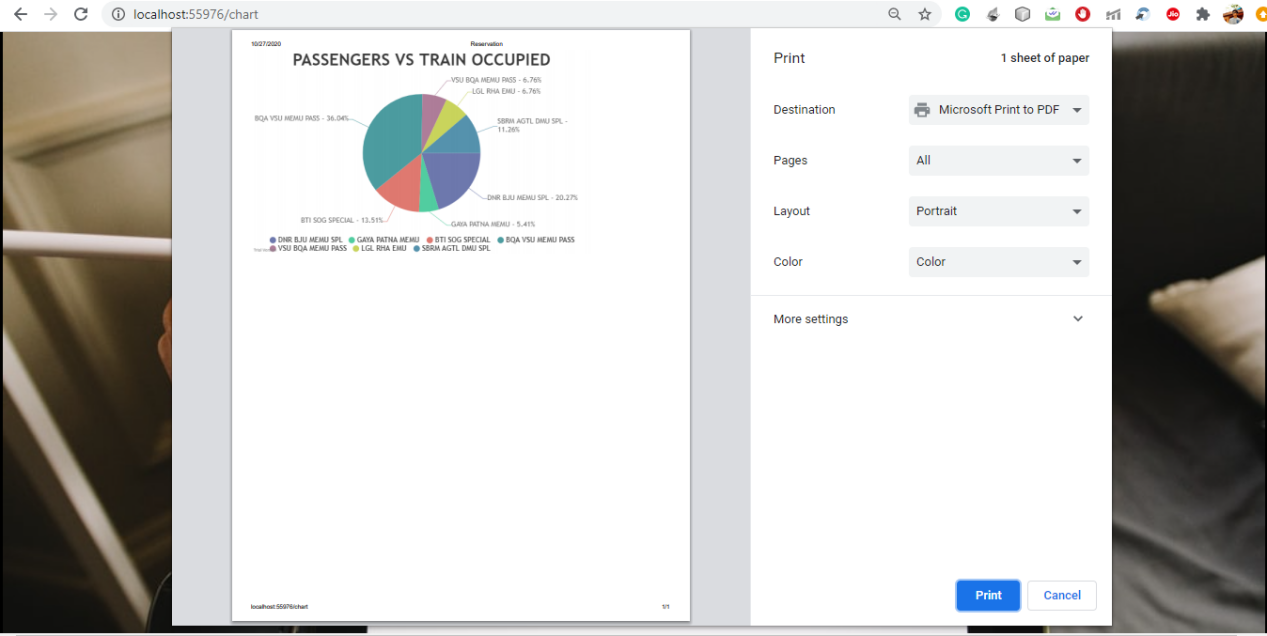 localhost:55976/chart
10/27/2020 Reservation
PASSENGERS VS TRAIN OCCUPIED
VSU BQA MEMU PASS - 6.76%
LGL RHA EMU - 6.76%
BQA VSU MEMU PASS - 36.04%
SBRM AGTL DMU SPL -
11.26%
DNR BJU MEMU SPL - 20.27%
BTI SOG SPECIAL - 13.51%
GAYA PATNA MEMU - 5.41%
DNR BJU MEMU SPL GAYA PATNA MEMU BTI SOG SPECIAL BQA VSU MEMU PASS
VSU BQA MEMU PASS LGL RHA EMU SBRM AGTL DMU SPL
localhost:55976/chart 1/1
Print 1 sheet of paper
Destination Microsoft Print to PDF
Pages All
Layout Portrait
Color Color
More settings
Print Cancel
Jio